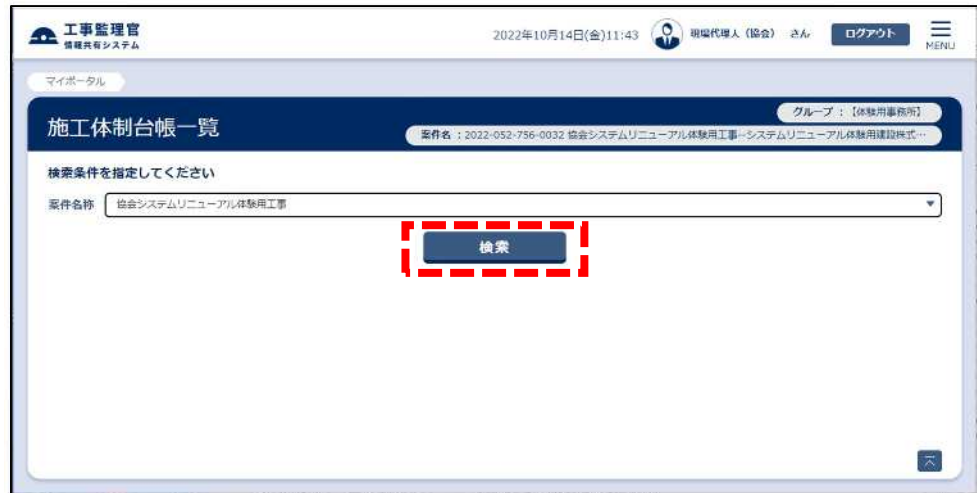 工事監理官
情報共有システム
2022年10月14日(金)11:43
現場代理人（協会） さん
ログアウト
MENU
マイポータル
施工体制台帳一覧
グループ：【体験用事務所】
案件名：2022-052-756-0032 協会システムリニューアル体験用工事--システムリニューアル体験用建設株式…
検索条件を指定してください
案件名称 協会システムリニューアル体験用工事
検索